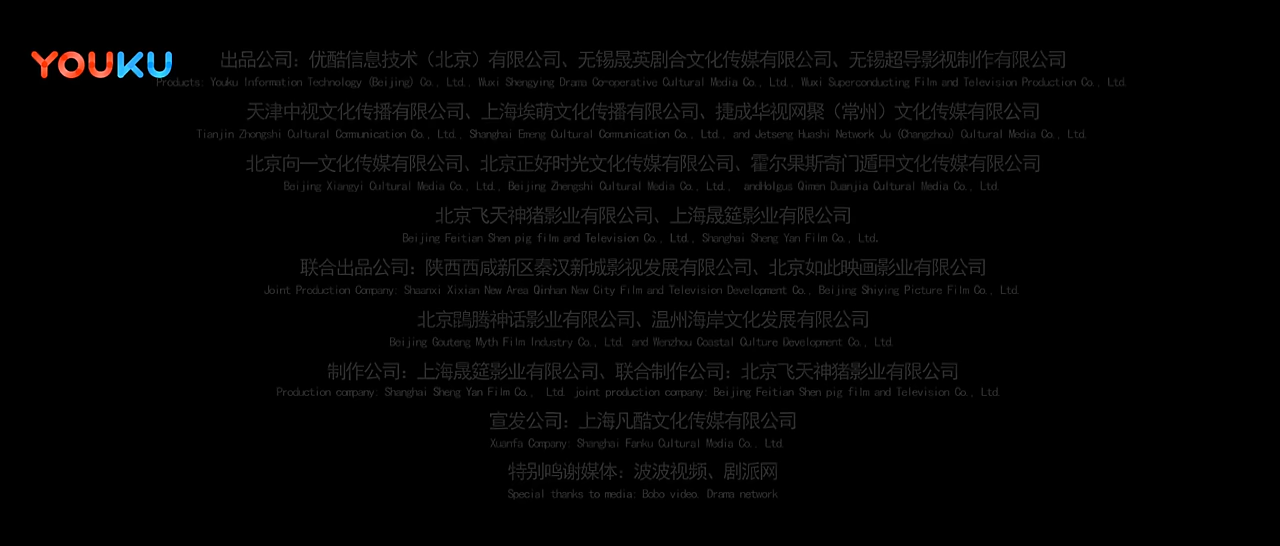 YOUKU
出品公司：优酷信息技术（北京）有限公司、无锡晟英剧合文化传媒有限公司、无锡超导影视制作有限公司
Products: Youku Information Technology (Beijing) Co., Ltd., Wuxi Shengying Drama Co-operative Cultural Media Co., Ltd., Wuxi Superconducting Film and Television Production Co., Ltd.
天津中视文化传播有限公司、上海埃萌文化传播有限公司、捷成华视网聚（常州）文化传媒有限公司
Tianjin Zhongshi Cultural Communication Co., Ltd., Shanghai Emeng Cultural Communication Co., Ltd., and Jetseng Huashi Network Ju (Changzhou) Cultural Media Co., Ltd.
北京向一文化传媒有限公司、北京正好时光文化传媒有限公司、霍尔果斯奇门遁甲文化传媒有限公司
Beijing Xiangyi Cultural Media Co., Ltd., Beijing Zhengshi Cultural Media Co., Ltd., andHolgus Qimen Duanjia Cultural Media Co., Ltd.
北京飞天神猪影业有限公司、上海晟筵影业有限公司
Beijing Feitian Shen pig film and Television Co., Ltd., Shanghai Sheng Yan Film Co., Ltd.
联合出品公司：陕西西咸新区秦汉新城影视发展有限公司、北京如此映画影业有限公司
Joint Production Company: Shaanxi Xixian New Area Qinhan New City Film and Television Development Co., Beijing Shiying Picture Film Co., Ltd.
北京鹍腾神话影业有限公司、温州海岸文化发展有限公司
Beijing Gouteng Myth Film Industry Co., Ltd. and Wenzhou Coastal Culture Development Co., Ltd.
制作公司：上海晟筵影业有限公司、联合制作公司：北京飞天神猪影业有限公司
Production company: Shanghai Sheng Yan Film Co., Ltd. joint production company: Beijing Feitian Shen pig film and Television Co., Ltd.
宣发公司：上海凡酷文化传媒有限公司
Xuanfa Company: Shanghai Fanku Cultural Media Co., Ltd.
特别鸣谢媒体：波波视频、剧派网
Special thanks to media: Bobo video. Drama network